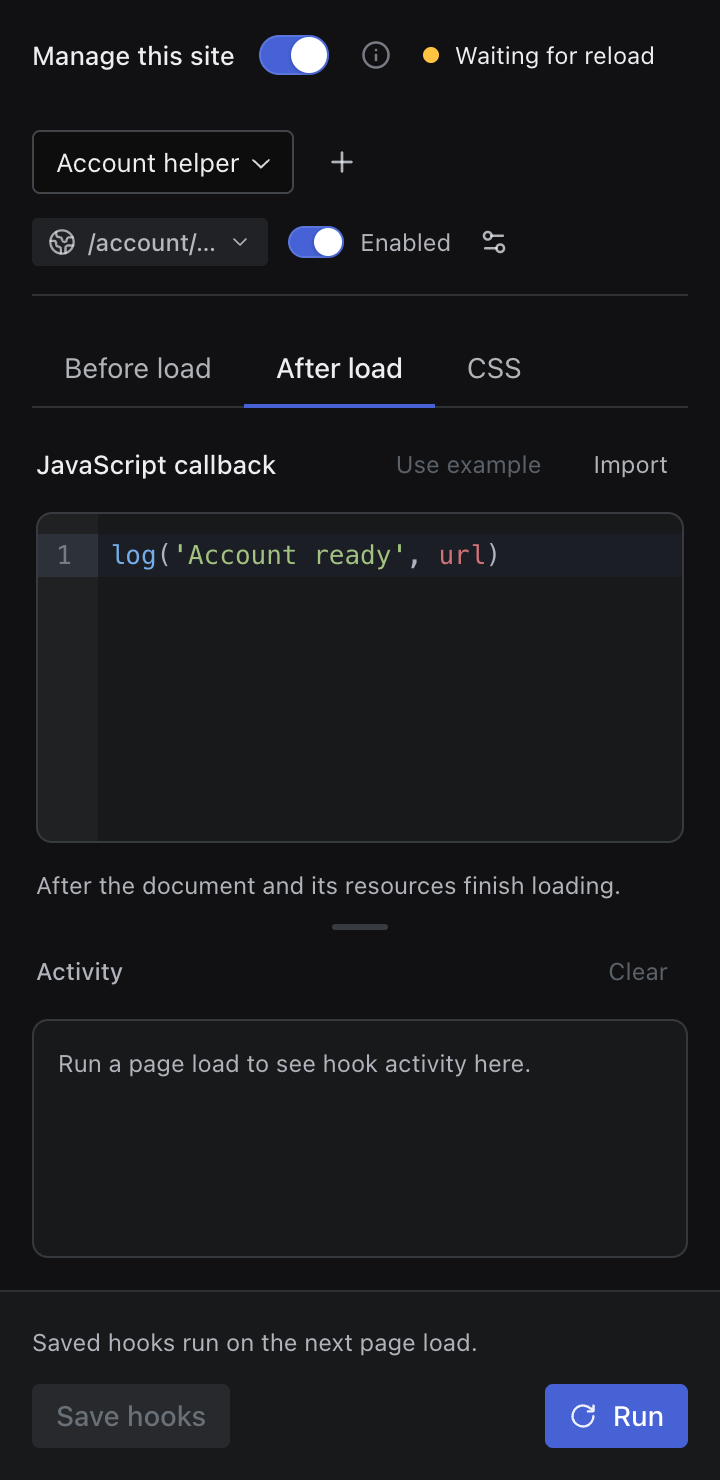 Manage this site
Waiting for reload
Account helper
/account/...
Enabled
Before load
After load
CSS
JavaScript callback
Use example
Import
1
log('Account ready', url)
After the document and its resources finish loading.
Activity
Clear
Run a page load to see hook activity here.
Saved hooks run on the next page load.
Save hooks
Run